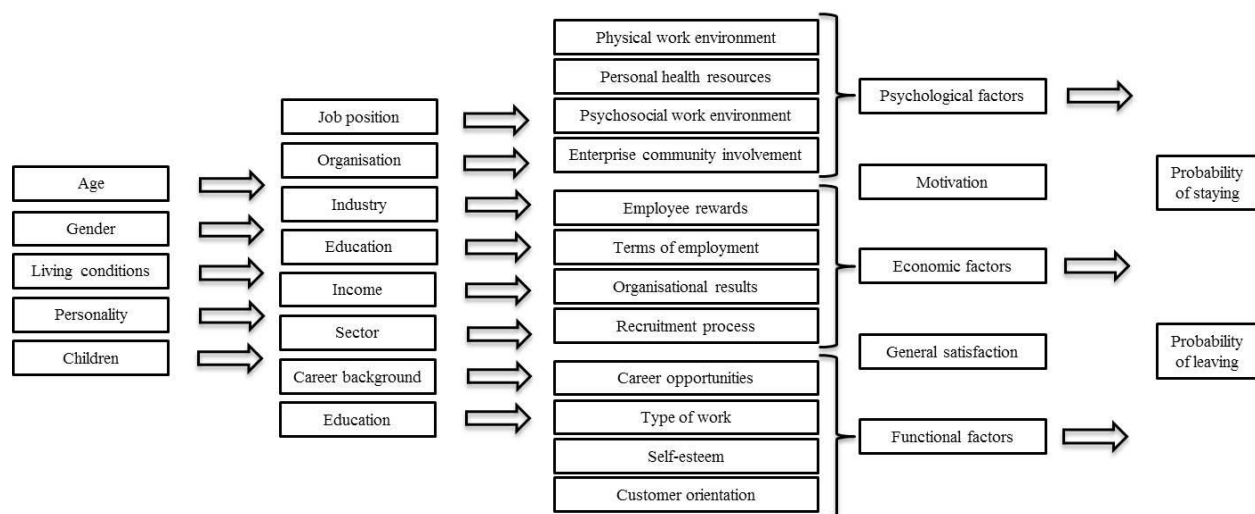 Age
Gender
Living conditions
Personality
Children
Job position
Organisation
Industry
Education
Income
Sector
Career background
Education
Physical work environment
Personal health resources
Psychosocial work environment
Enterprise community involvement
Employee rewards
Terms of employment
Organisational results
Recruitment process
Career opportunities
Type of work
Self-esteem
Customer orientation
Psychological factors
Motivation
Economic factors
General satisfaction
Functional factors
Probability
of staying
Probability
of leaving